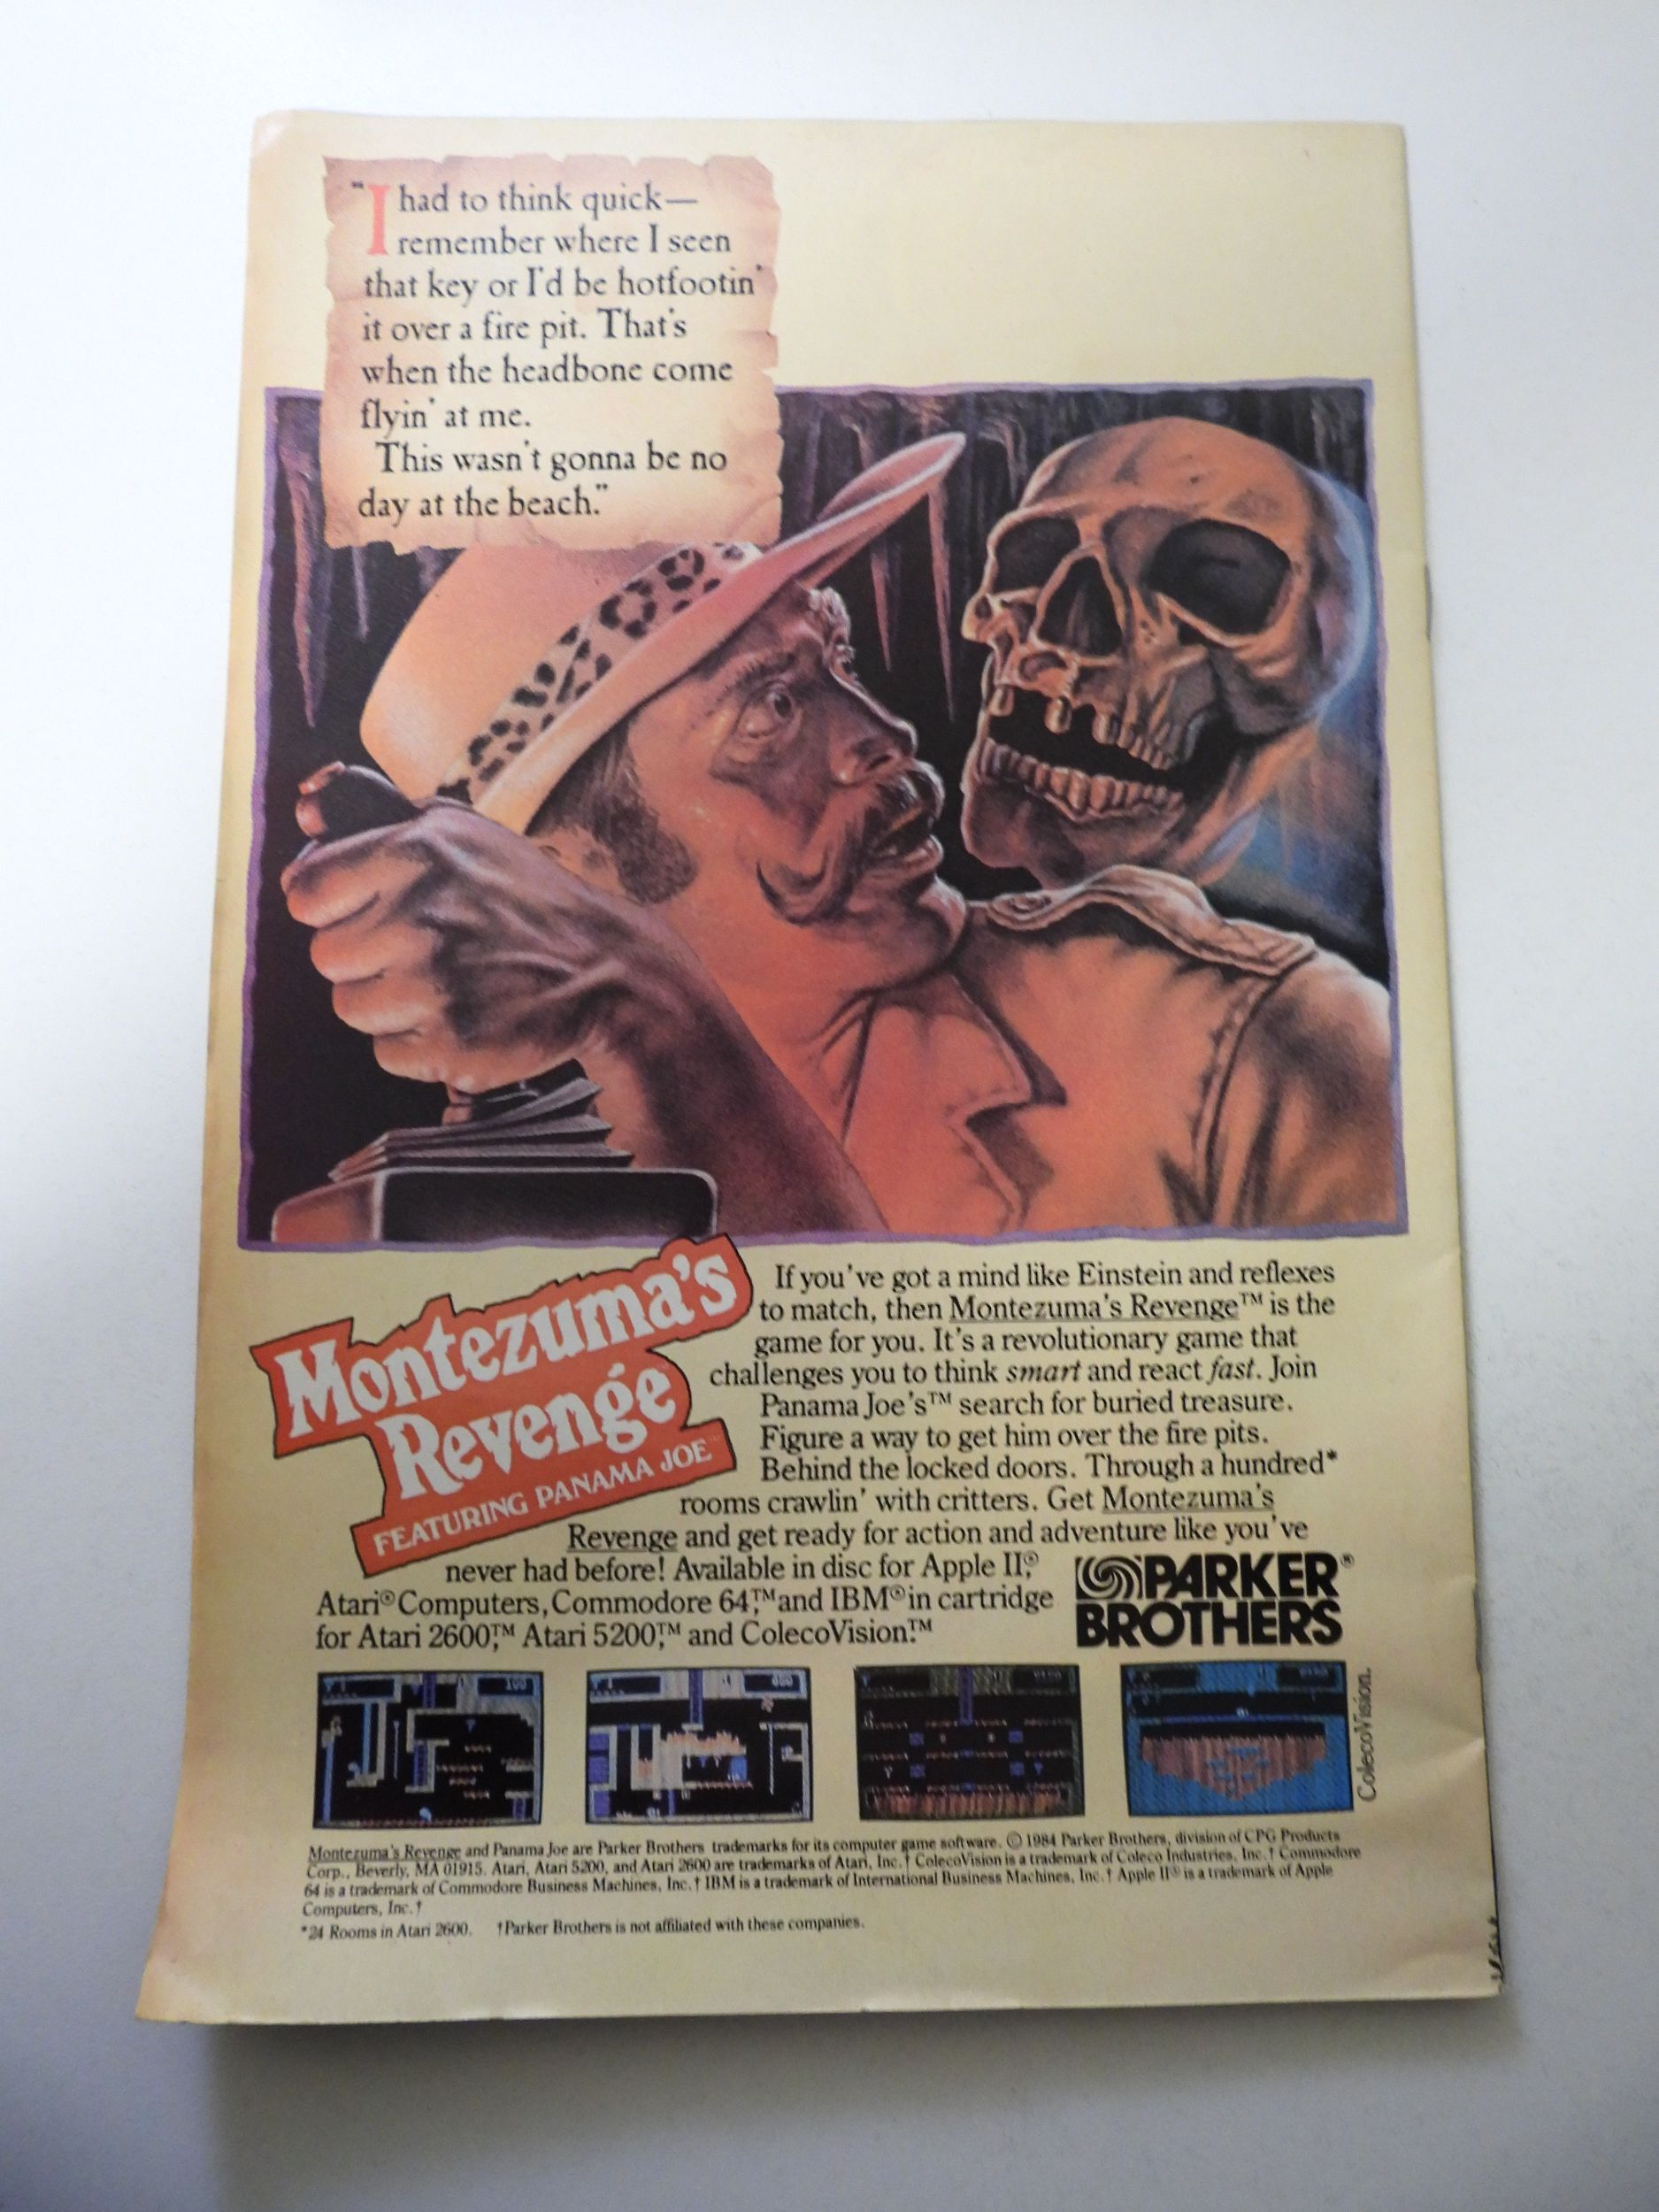 "I had to think quick—
remember where I seen
that key or I'd be hotfootin'
it over a fire pit. That's
when the headbone come
flyin' at me.
This wasn't gonna be no
day at the beach."
Montezuma's
Revenge™
FEATURING PANAMA JOE™
If you've got a mind like Einstein and reflexes
to match, then Montezuma's Revenge™ is the
game for you. It's a revolutionary game that
challenges you to think smart and react fast. Join
Panama Joe's™ search for buried treasure.
Figure a way to get him over the fire pits.
Behind the locked doors. Through a hundred*
rooms crawlin' with critters. Get Montezuma's
Revenge and get ready for action and adventure like you've
never had before! Available in disc for Apple II,®
Atari® Computers, Commodore 64,™ and IBM® in cartridge
for Atari 2600,™ Atari 5200,™ and ColecoVision.™
PARKER®
BROTHERS
100
ColecoVision.
Montezuma's Revenge and Panama Joe are Parker Brothers trademarks for its computer game software. © 1984 Parker Brothers, division of CPG Products
Corp., Beverly, MA 01915. Atari, Atari 5200, and Atari 2600 are trademarks of Atari, Inc.† ColecoVision is a trademark of Coleco Industries, Inc.† Commodore
64 is a trademark of Commodore Business Machines, Inc.† IBM is a trademark of International Business Machines, Inc.† Apple II® is a trademark of Apple
Computers, Inc.†
*24 Rooms in Atari 2600. †Parker Brothers is not affiliated with these companies.